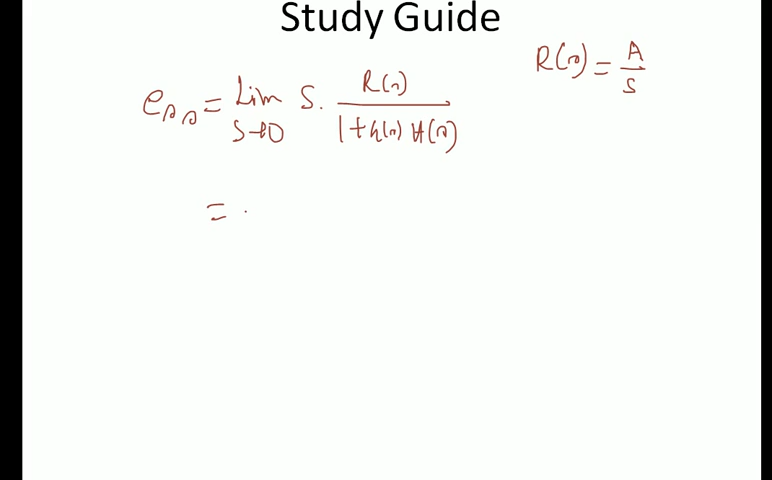 Study Guide
R(s) = A/s
e_ss = Lim s→0 S. R(s) / 1+G(s) H(s)
= .